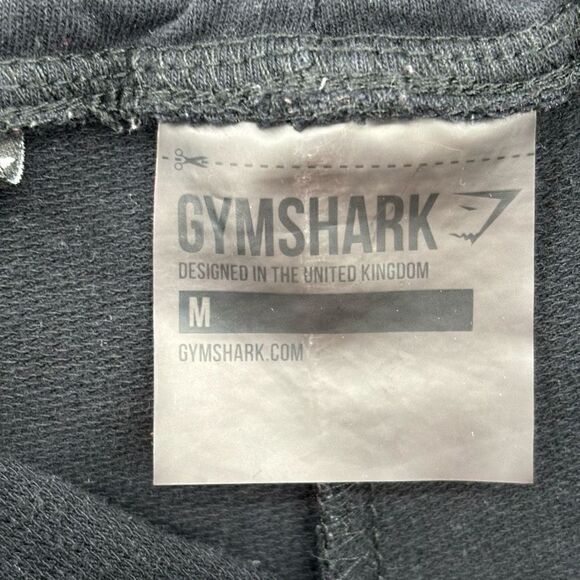 GYMSHARK
DESIGNED IN THE UNITED KINGDOM
M
GYMSHARK.COM